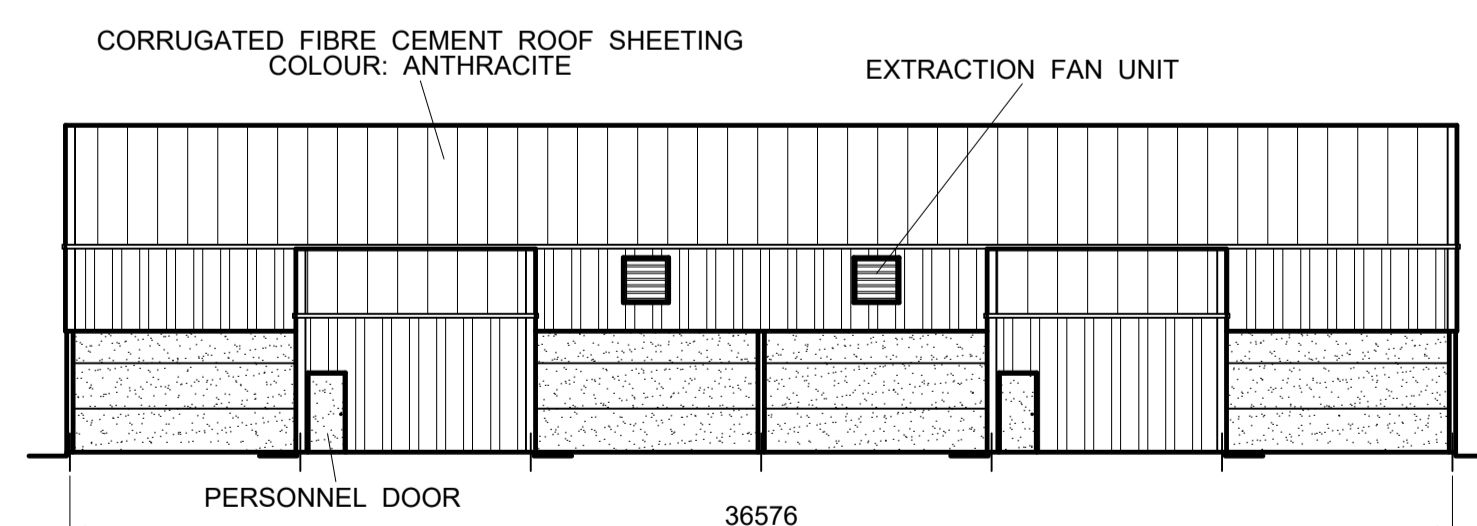 CORRUGATED FIBRE CEMENT ROOF SHEETING
COLOUR: ANTHRACITE
EXTRACTION FAN UNIT
PERSONNEL DOOR
36576